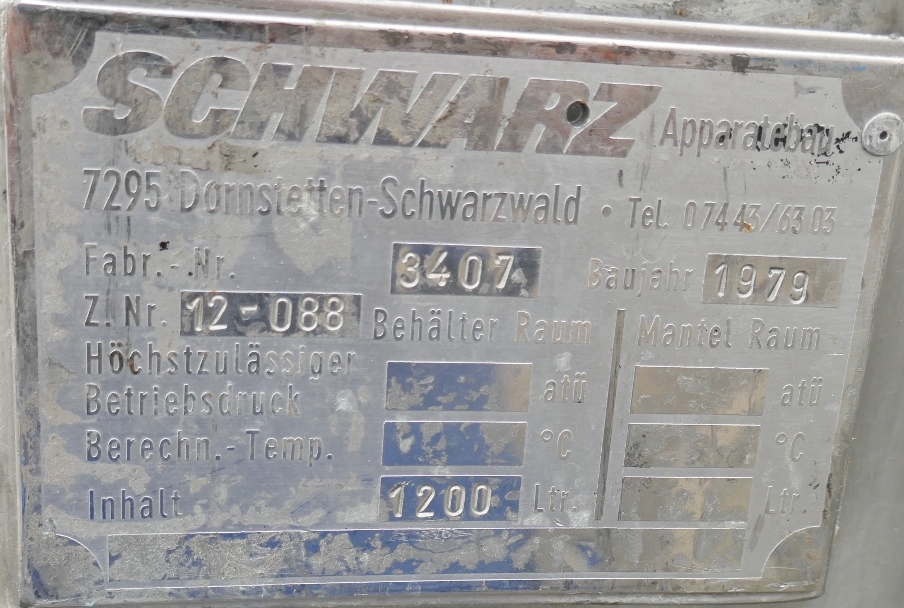 SCHWARZ Apparatebau
7295 Dornstetten-Schwarzwald · Tel. 07443/6303
Fabr.-Nr. 3407 Baujahr 1979
Z. Nr. 12-088 Behälter Raum Mantel Raum
Höchstzulässiger
Betriebsdruck atü atü
Berechn.-Temp. °C °C
Inhalt 1200 Ltr. Ltr.